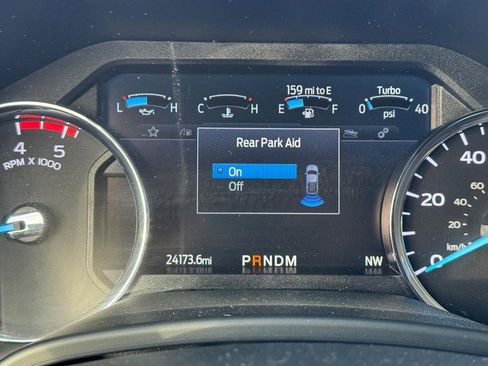 159 mi to E
Turbo
L H C H E F 0 40
psi
Rear Park Aid
On
Off
4 5
RPM X 1000
40
20
0
60
40
20
km/h
24173.6mi
PRNDM
NW